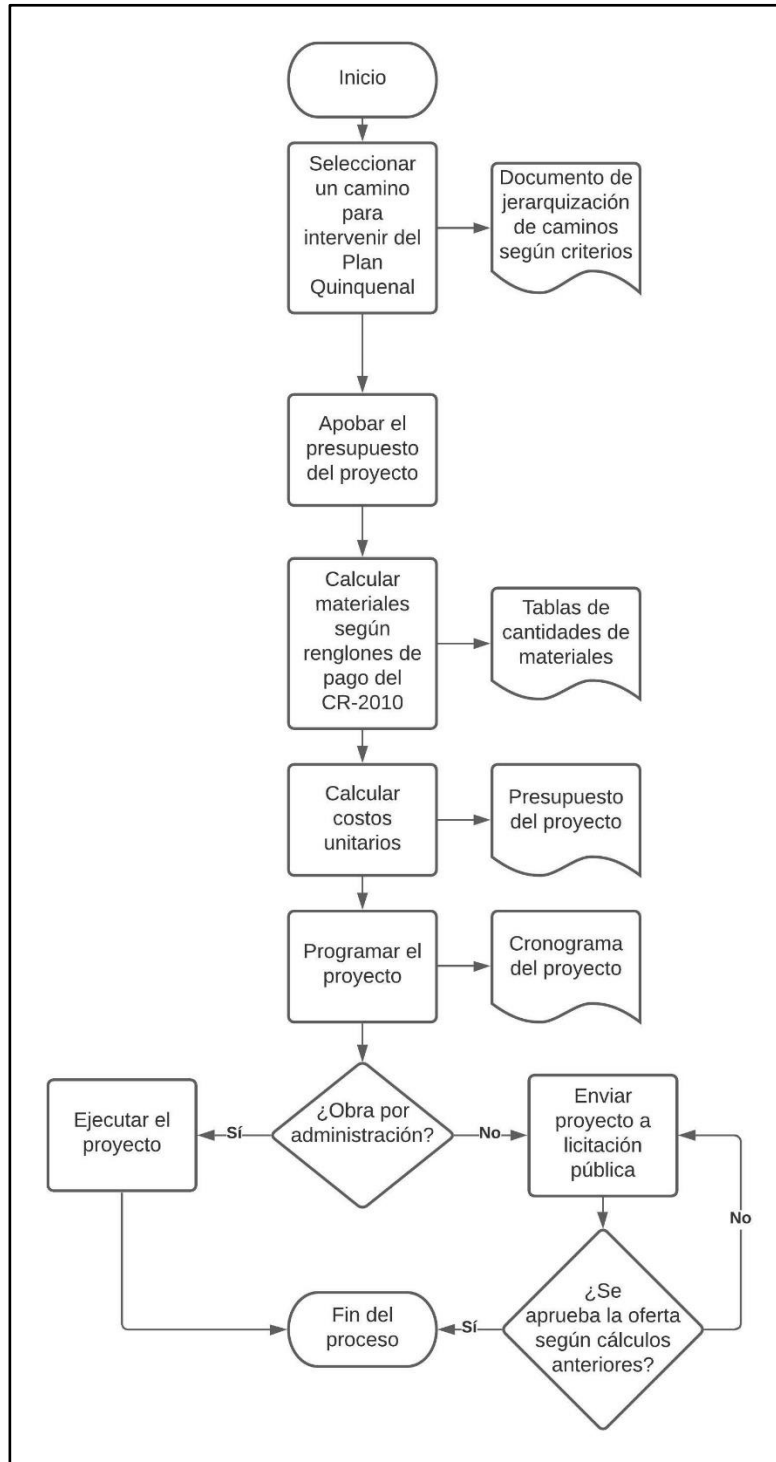 Inicio
Seleccionar
un camino
para
intervenir del
Plan
Quinquenal
Documento de
jerarquización
de caminos
según criterios
Apobar el
presupuesto
del proyecto
Calcular
materiales
según
renglones de
pago del
CR-2010
Tablas de
cantidades de
materiales
Calcular
costos
unitarios
Presupuesto
del proyecto
Programar el
proyecto
Cronograma
del proyecto
¿Obra por
administración?
Sí
Ejecutar el
proyecto
No
Enviar
proyecto a
licitación
pública
No
¿Se
aprueba la oferta
según cálculos
anteriores?
Sí
Fin del
proceso